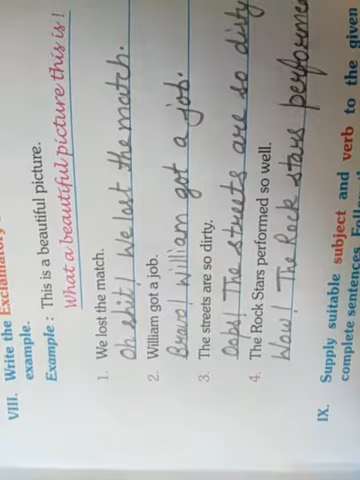 VIII. Write the Exclamatory
example.
Example : This is a beautiful picture.
What a beautiful picture this is !
1. We lost the match.
Oh shit! We lost the match.
2. William got a job.
Bravo! William got a job.
3. The streets are so dirty.
Oops! The streets are so dirty
4. The Rock Stars performed so well.
Wow! The Rock stars performe
IX. Supply suitable subject and verb to the given
complete sentences.